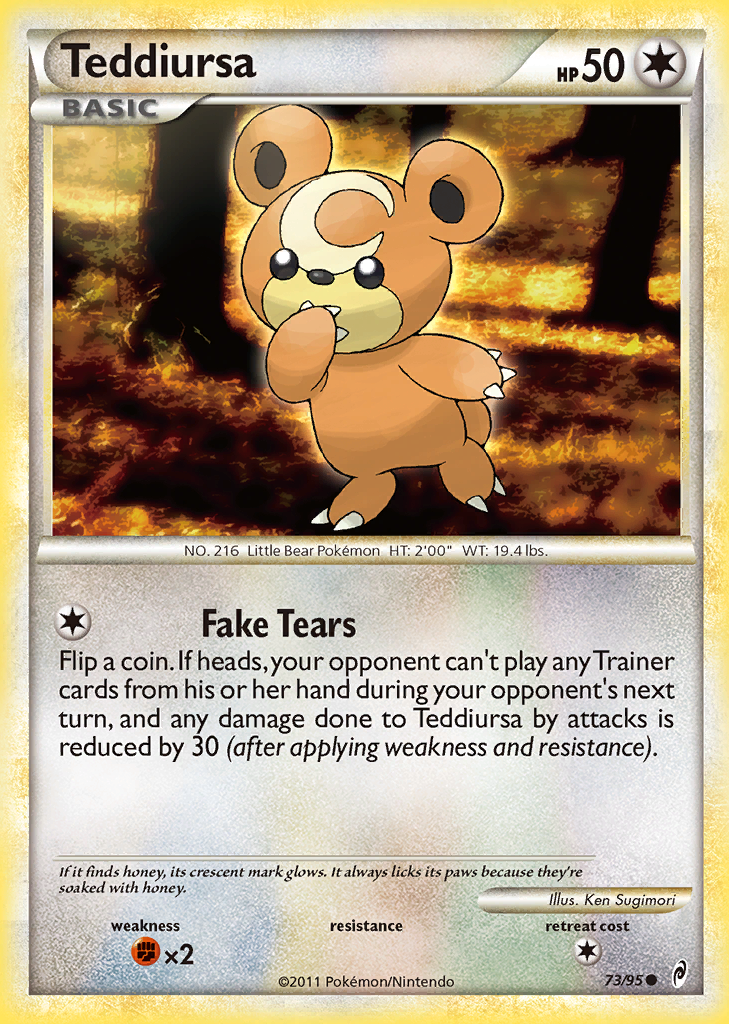 Teddiursa
HP 50
BASIC
NO. 216 Little Bear Pokémon HT: 2'00" WT: 19.4 lbs.
Fake Tears
Flip a coin. If heads, your opponent can't play any Trainer
cards from his or her hand during your opponent's next
turn, and any damage done to Teddiursa by attacks is
reduced by 30 (after applying weakness and resistance).
If it finds honey, its crescent mark glows. It always licks its paws because they're
soaked with honey.
Illus. Ken Sugimori
weakness resistance retreat cost
×2
©2011 Pokémon/Nintendo 73/95